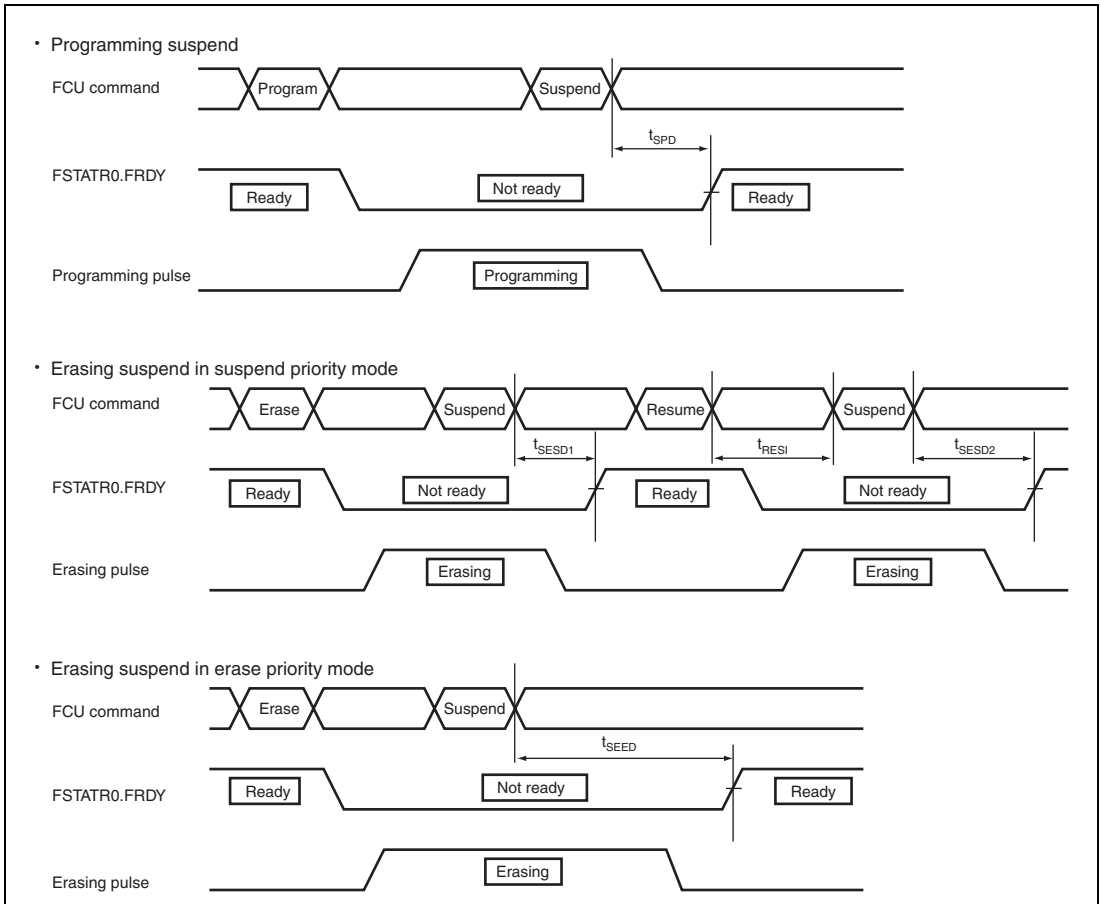 • Programming suspend
FCU command
Program
Suspend
tSPD
FSTATR0.FRDY
Ready
Not ready
Ready
Programming pulse
Programming
• Erasing suspend in suspend priority mode
FCU command
Erase
Suspend
Resume
Suspend
tSESD1
tRESI
tSESD2
FSTATR0.FRDY
Ready
Not ready
Ready
Not ready
Erasing pulse
Erasing
Erasing
• Erasing suspend in erase priority mode
FCU command
Erase
Suspend
tSEED
FSTATR0.FRDY
Ready
Not ready
Ready
Erasing pulse
Erasing